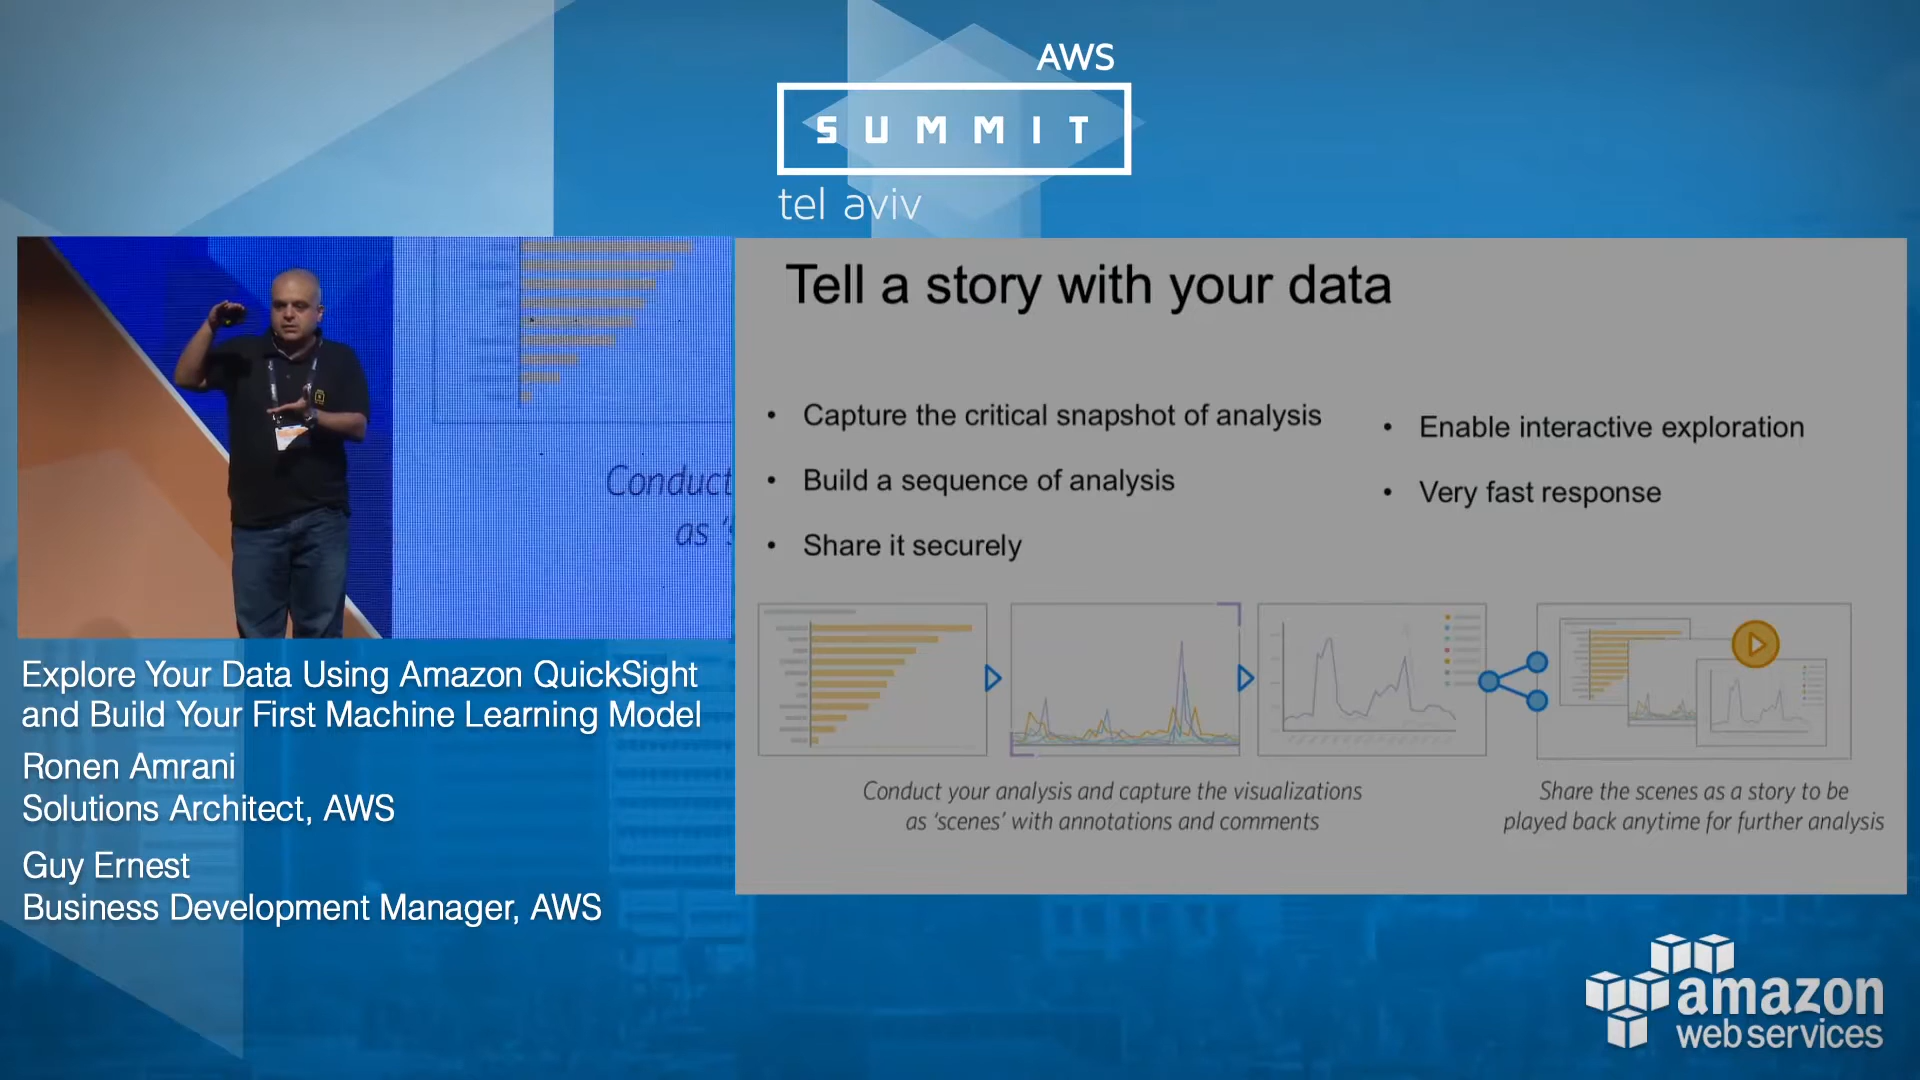 AWS
SUMMIT
tel aviv
Conduct
as
Explore Your Data Using Amazon QuickSight
and Build Your First Machine Learning Model
Ronen Amrani
Solutions Architect, AWS
Guy Ernest
Business Development Manager, AWS
Tell a story with your data
• Capture the critical snapshot of analysis
• Build a sequence of analysis
• Share it securely
• Enable interactive exploration
• Very fast response
Conduct your analysis and capture the visualizations
as ‘scenes’ with annotations and comments
Share the scenes as a story to be
played back anytime for further analysis
amazon
web services